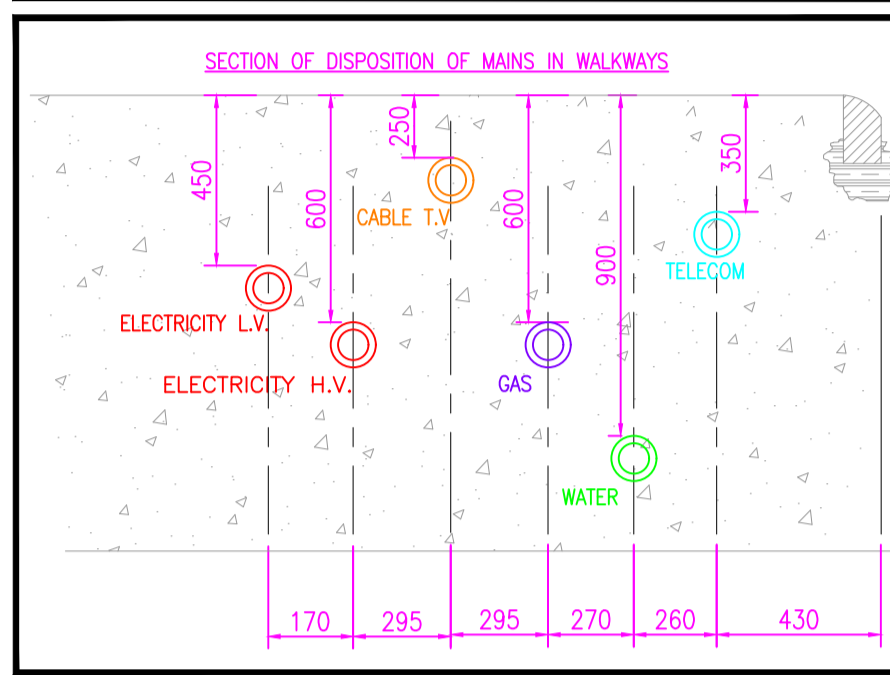 SECTION OF DISPOSITION OF MAINS IN WALKWAYS
450
600
250
600
900
350
CABLE T.V
TELECOM
ELECTRICITY L.V.
ELECTRICITY H.V.
GAS
WATER
170
295
295
270
260
430